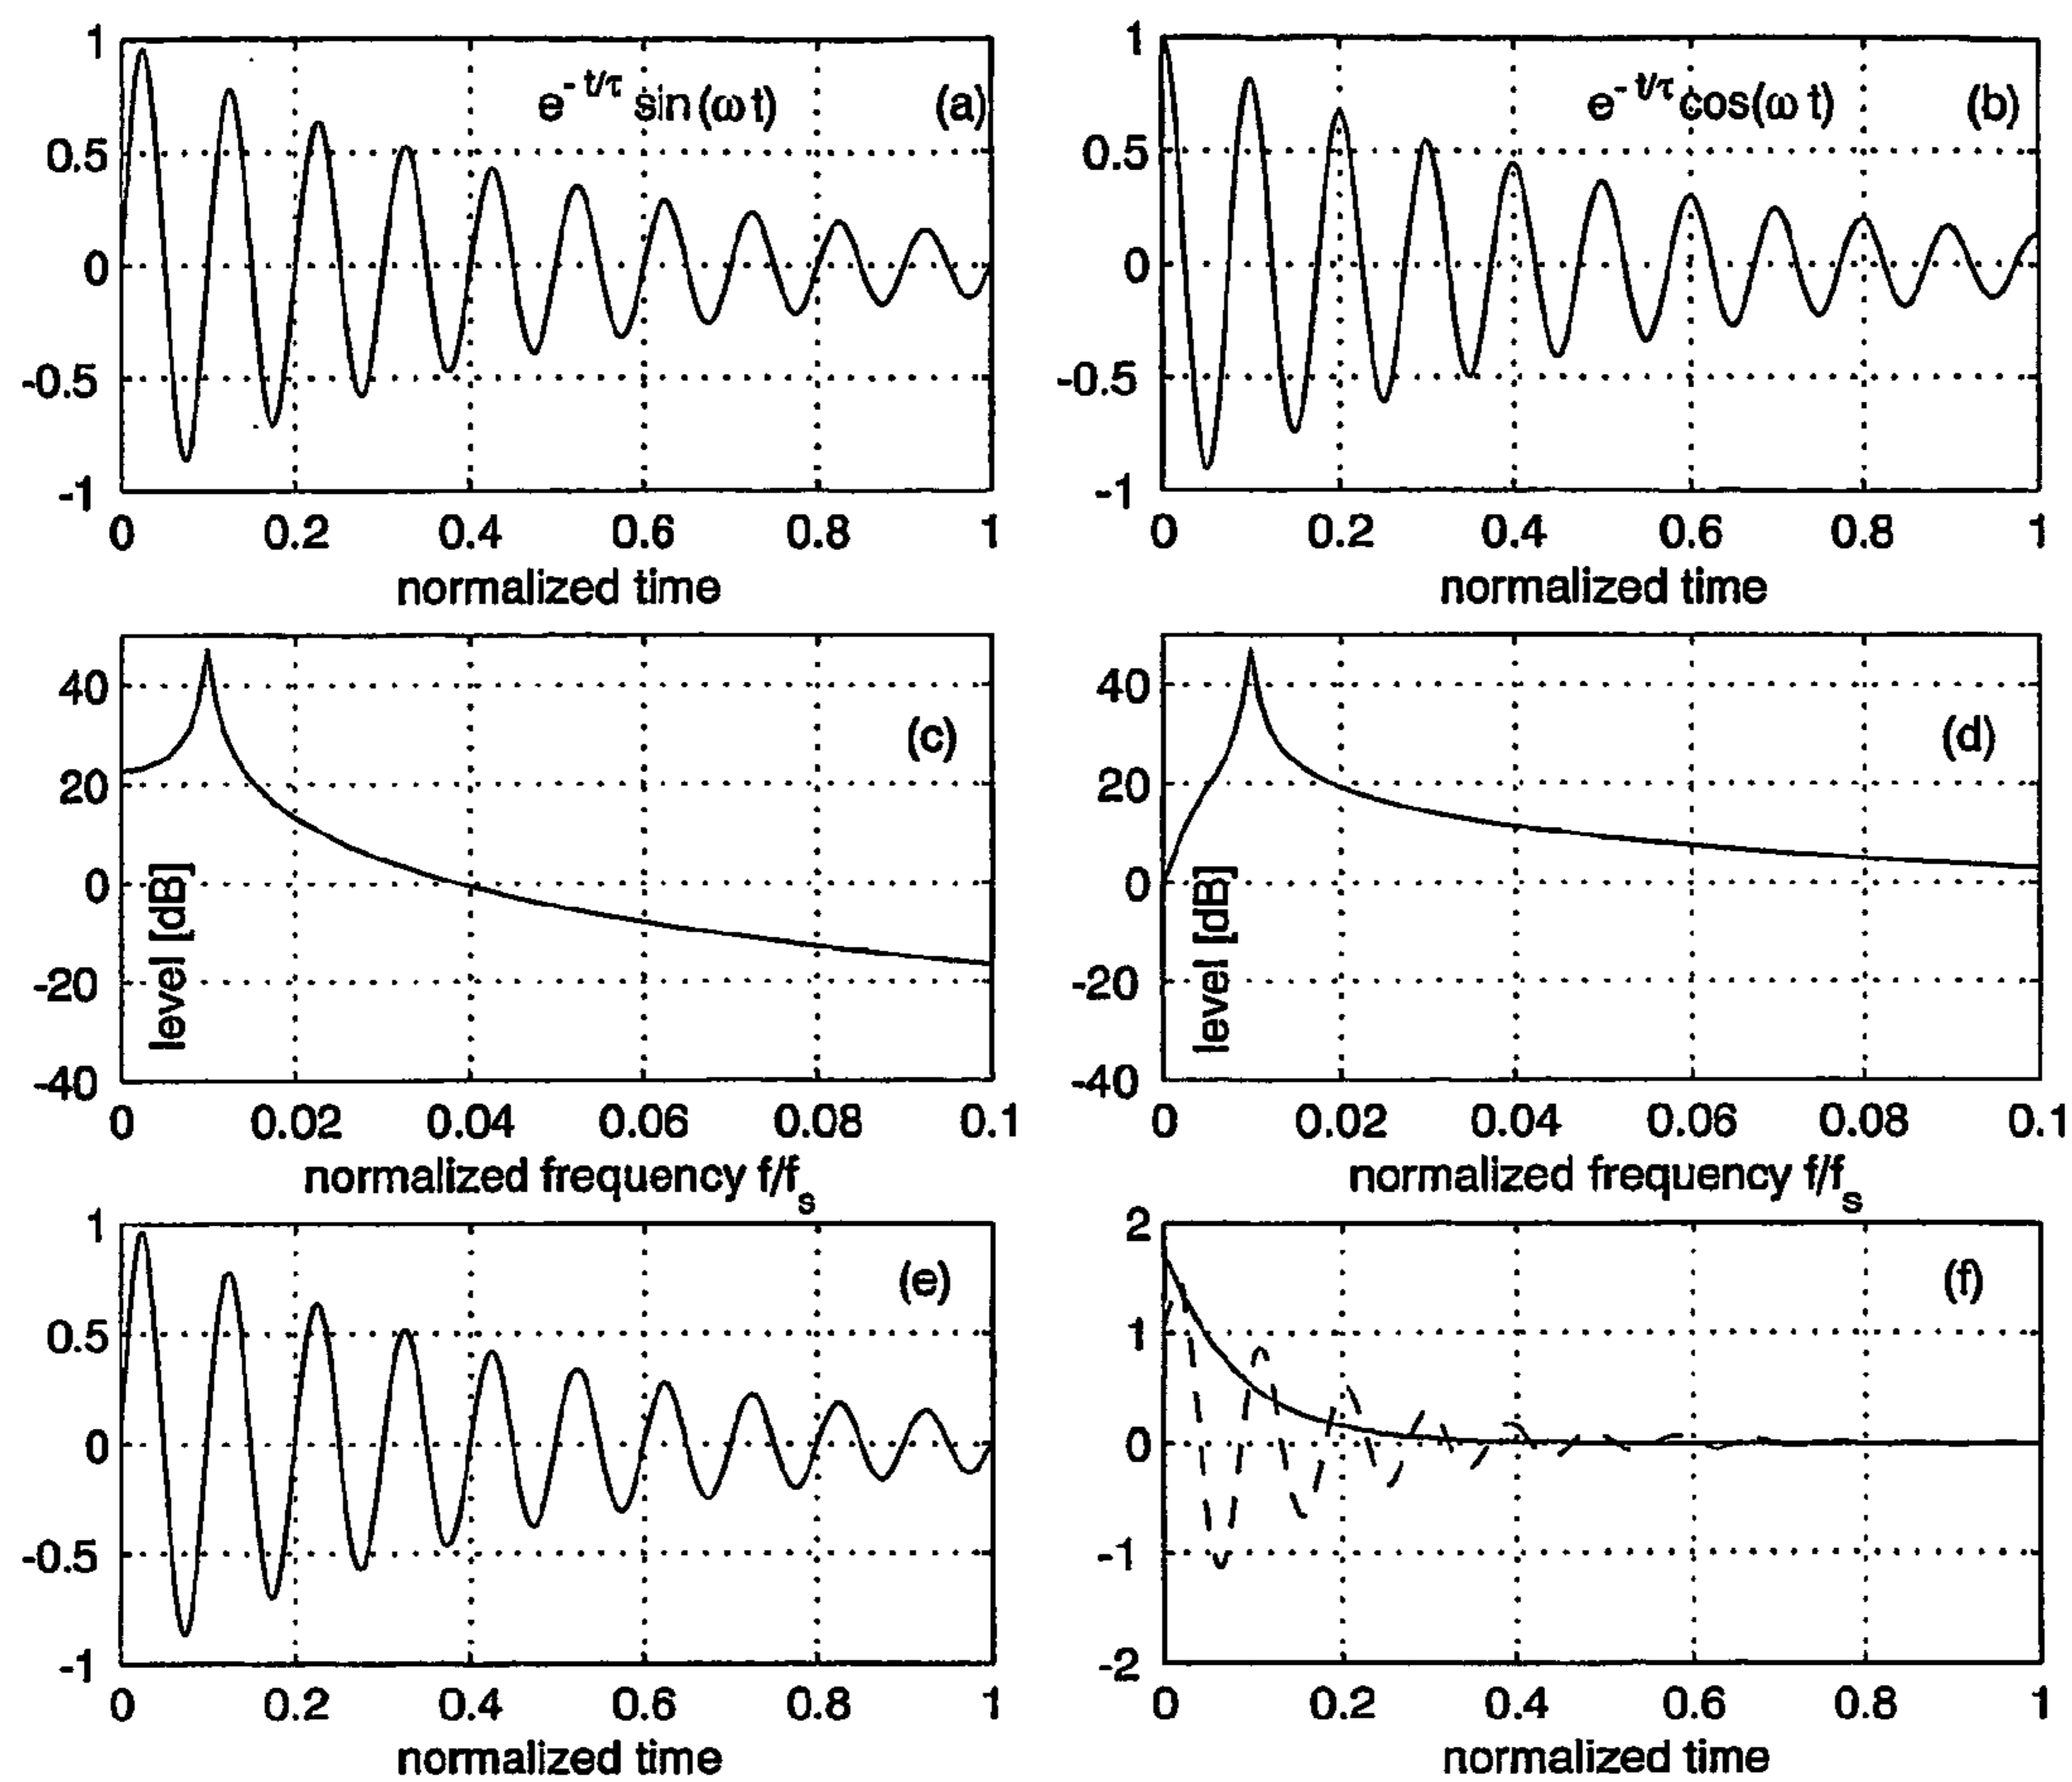 1
0.5
0
-0.5
-1
e^{-t/τ} sin(ω t)
(a)
0 0.2 0.4 0.6 0.8 1
normalized time
1
0.5
0
-0.5
-1
e^{-t/τ} cos(ω t)
(b)
0 0.2 0.4 0.6 0.8 1
normalized time
40
20
0
-20
-40
level [dB]
(c)
0 0.02 0.04 0.06 0.08 0.1
normalized frequency f/f_s
40
20
0
-20
-40
level [dB]
(d)
0 0.02 0.04 0.06 0.08 0.1
normalized frequency f/f_s
1
0.5
0
-0.5
-1
(e)
0 0.2 0.4 0.6 0.8 1
normalized time
2
1
0
-1
-2
(f)
0 0.2 0.4 0.6 0.8 1
normalized time